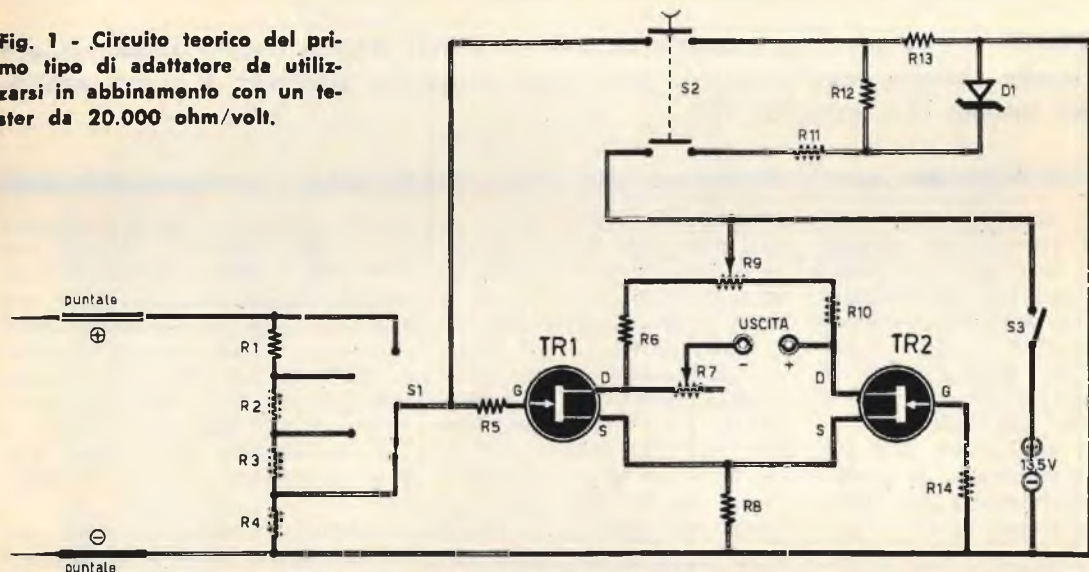 Fig. 1 - Circuito teorico del pri-
mo tipo di adattatore da utiliz-
zarsi in abbinamento con un te-
ster da 20.000 ohm/volt.
S2
R13
R12
D1
R11
R9
puntale
⊕
R1
R2
R3
R4
S1
R5
G
TR1
D
S
R6
R7
USCITA
-
+
R10
TR2
D
S
G
R8
R14
S3
⊕
13,5V
⊖
⊖
puntale